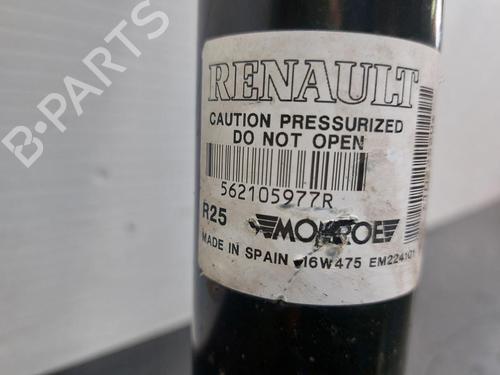 B-PARTS
RENAULT
CAUTION PRESSURIZED
DO NOT OPEN
562105977R
R25 MONROE
MADE IN SPAIN 16W475 EM224101